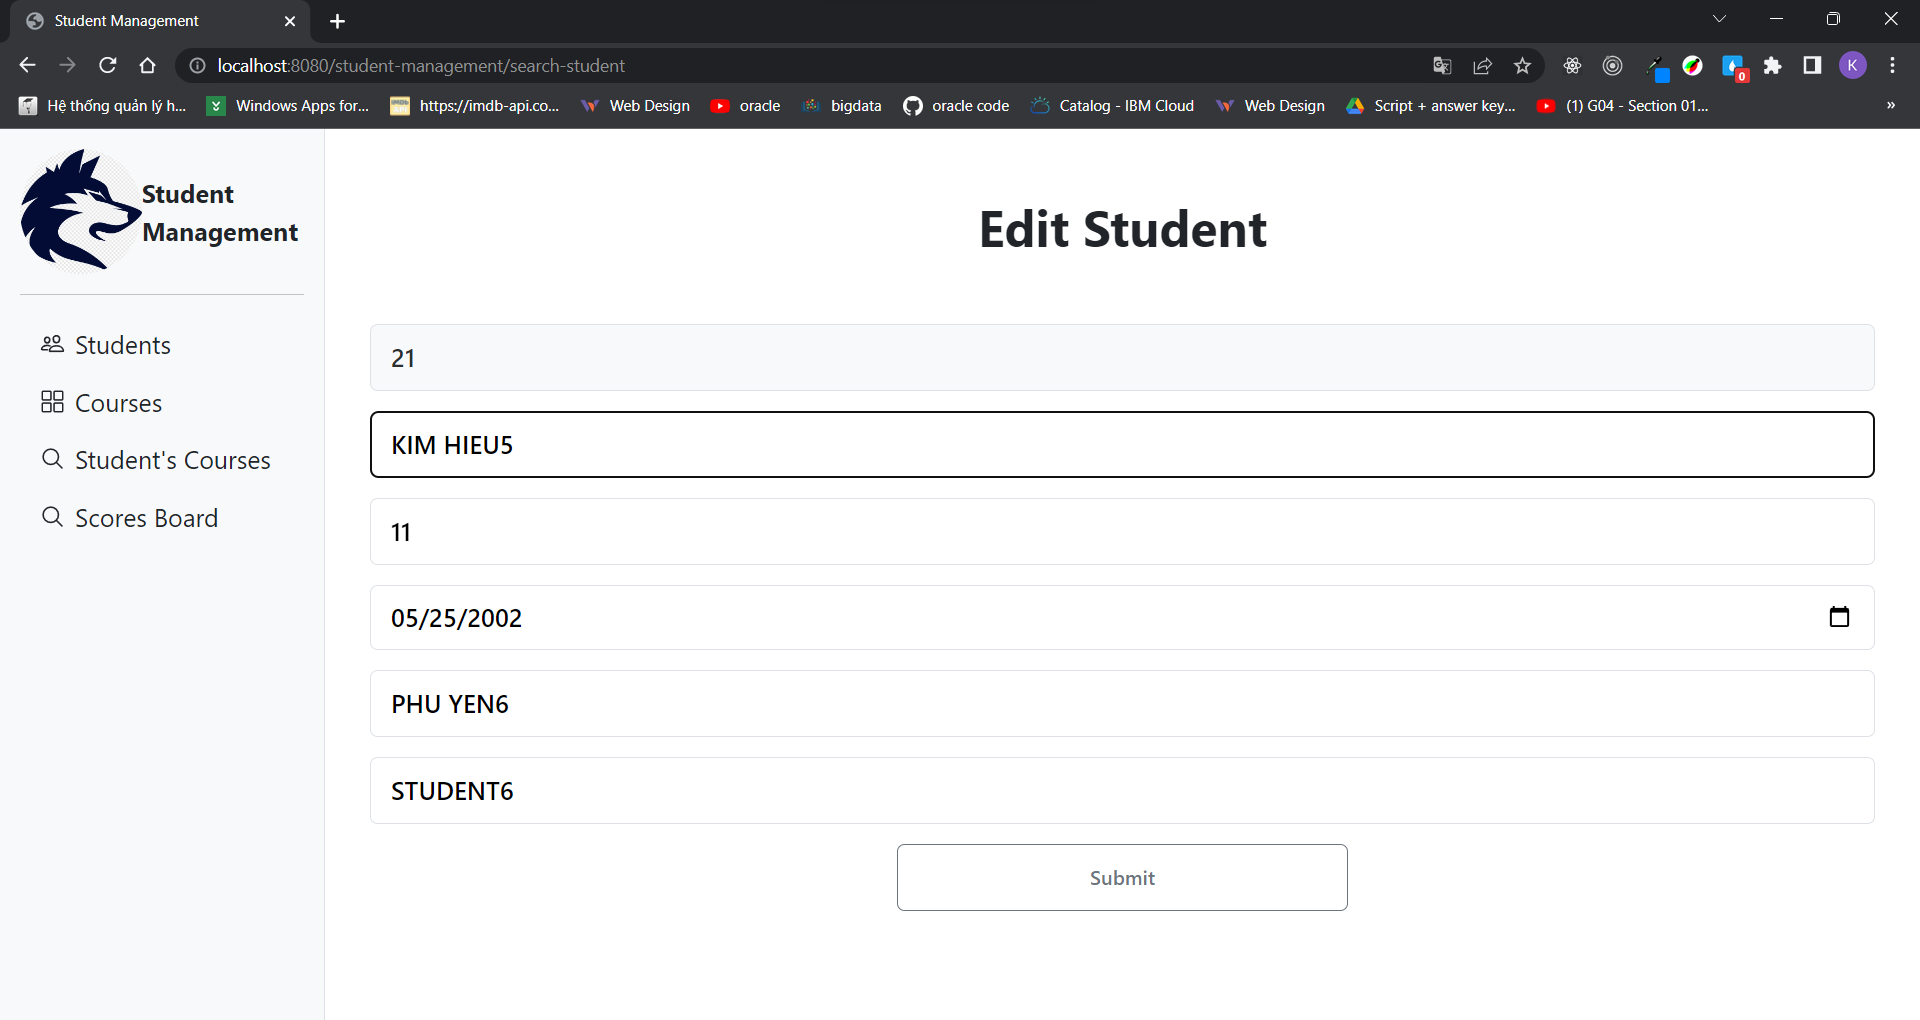 Student Management
localhost:8080/student-management/search-student
0
K
Hệ thống quản lý h...
Windows Apps for...
https://imdb-api.co...
Web Design
oracle
bigdata
oracle code
Catalog - IBM Cloud
Web Design
Script + answer key...
(1) G04 - Section 01...
»
Student
Management
Students
Courses
Student's Courses
Scores Board
Edit Student
21
KIM HIEU5
11
05/25/2002
PHU YEN6
STUDENT6
Submit